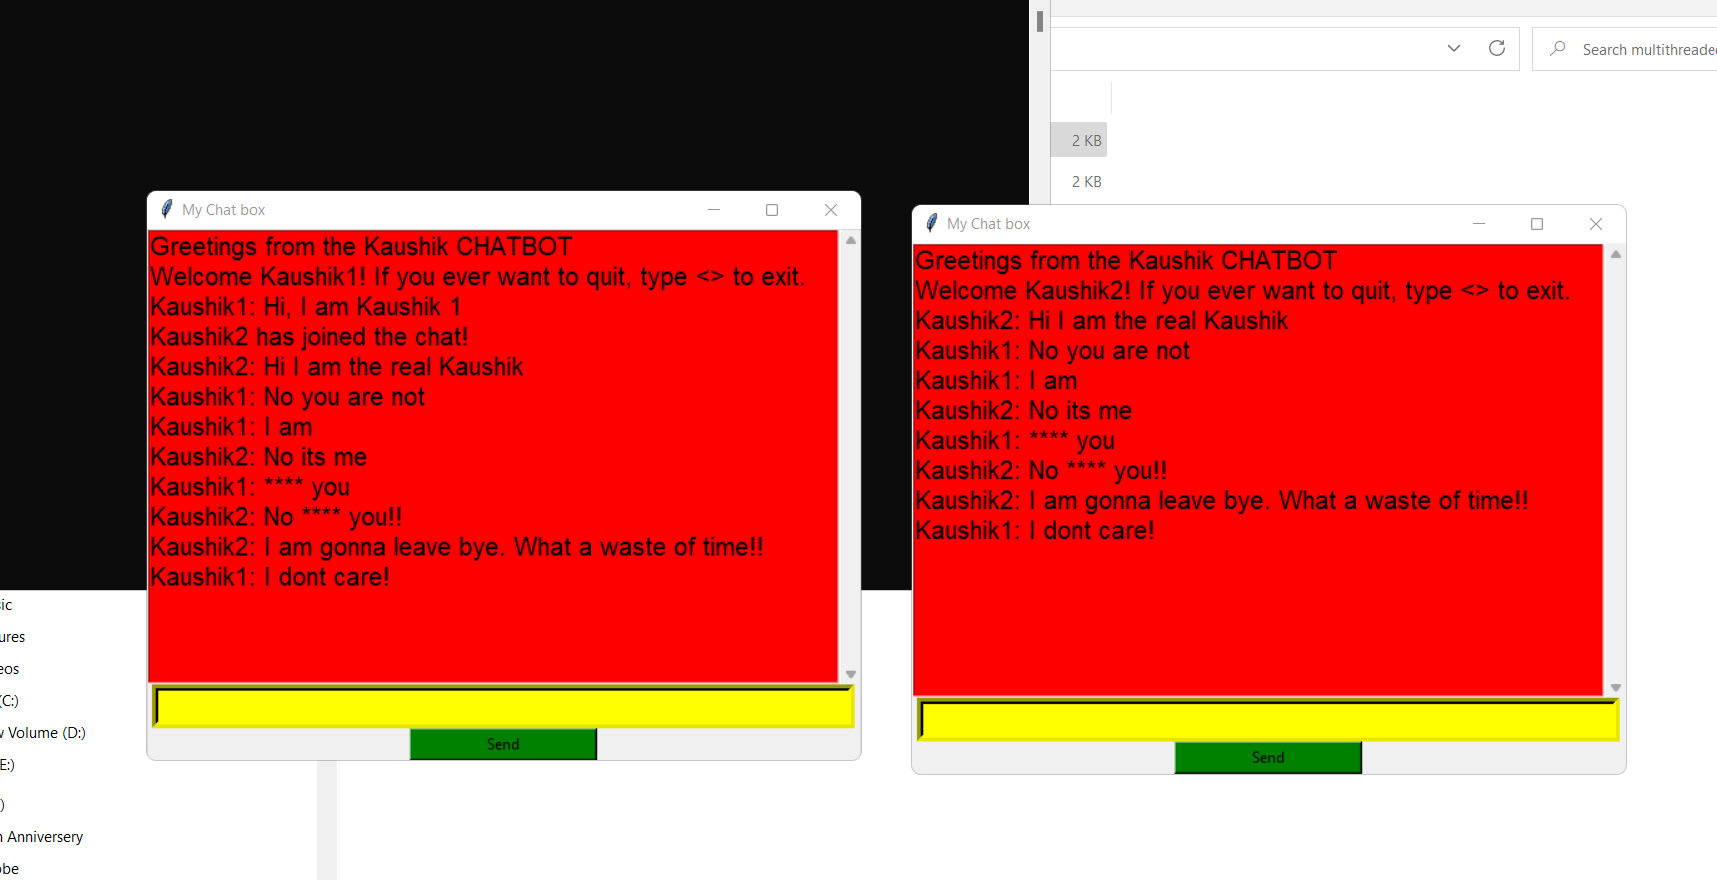 Search multithreade
2 KB
2 KB
My Chat box
Greetings from the Kaushik CHATBOT
Welcome Kaushik1! If you ever want to quit, type <> to exit.
Kaushik1: Hi, I am Kaushik 1
Kaushik2 has joined the chat!
Kaushik2: Hi I am the real Kaushik
Kaushik1: No you are not
Kaushik1: I am
Kaushik2: No its me
Kaushik1: **** you
Kaushik2: No **** you!!
Kaushik2: I am gonna leave bye. What a waste of time!!
Kaushik1: I dont care!
Send
My Chat box
Greetings from the Kaushik CHATBOT
Welcome Kaushik2! If you ever want to quit, type <> to exit.
Kaushik2: Hi I am the real Kaushik
Kaushik1: No you are not
Kaushik1: I am
Kaushik2: No its me
Kaushik1: **** you
Kaushik2: No **** you!!
Kaushik2: I am gonna leave bye. What a waste of time!!
Kaushik1: I dont care!
Send
ic
ures
eos
(C:)
Volume (D:)
E:)
)
Anniversery
be